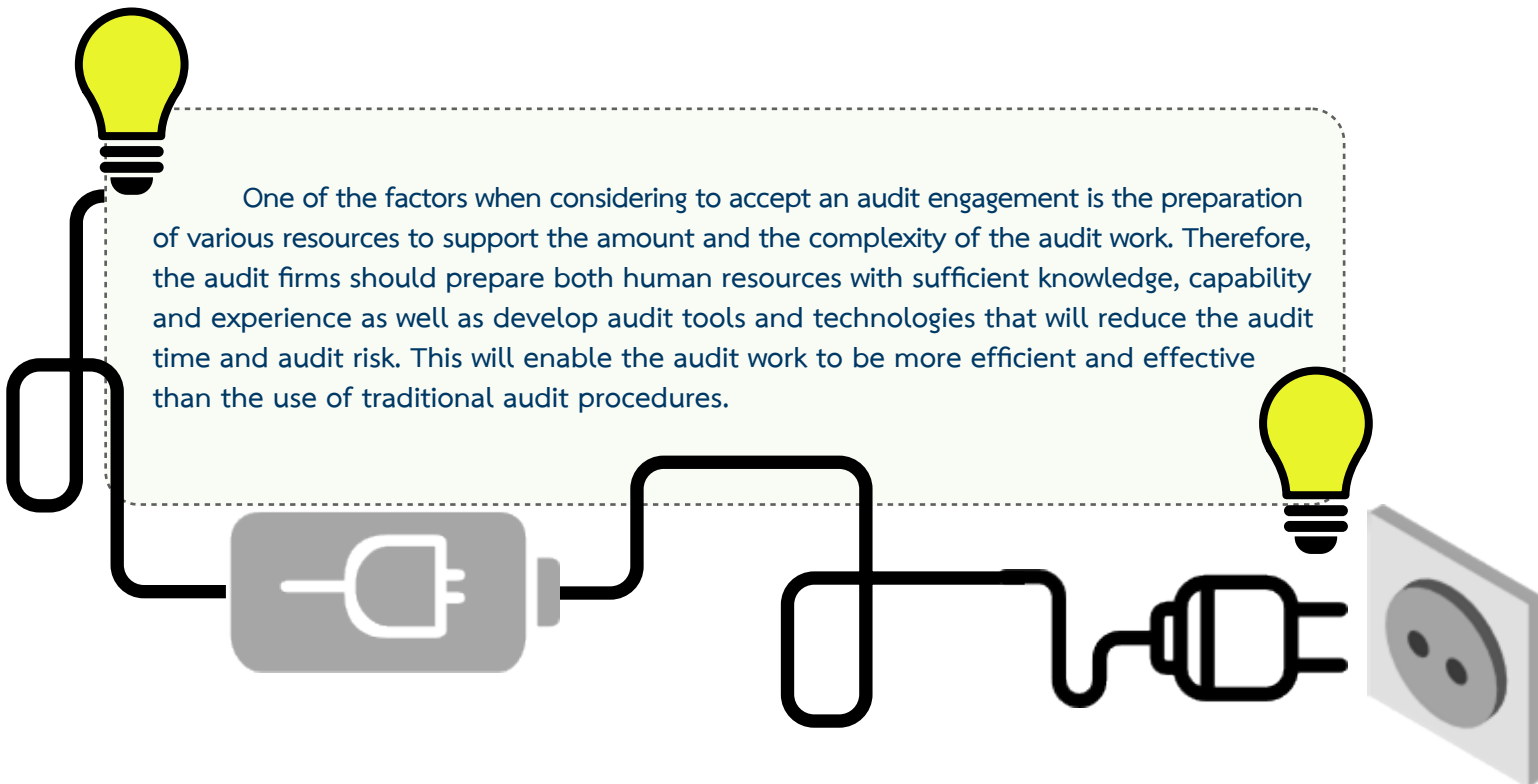 One of the factors when considering to accept an audit engagement is the preparation
of various resources to support the amount and the complexity of the audit work. Therefore,
the audit firms should prepare both human resources with sufficient knowledge, capability
and experience as well as develop audit tools and technologies that will reduce the audit
time and audit risk. This will enable the audit work to be more efficient and effective
than the use of traditional audit procedures.